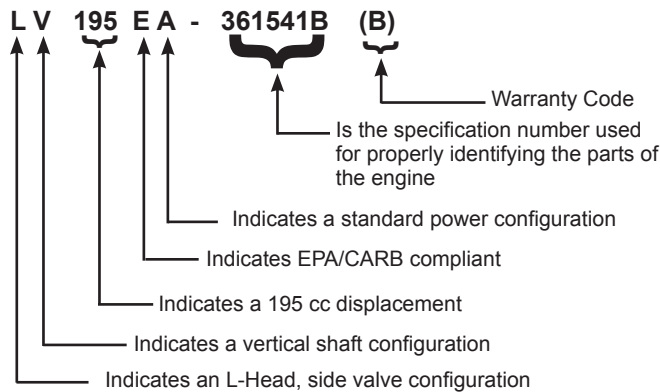 L V 195 E A - 361541B (B)
Warranty Code
Is the specification number used
for properly identifying the parts of
the engine
Indicates a standard power configuration
Indicates EPA/CARB compliant
Indicates a 195 cc displacement
Indicates a vertical shaft configuration
Indicates an L-Head, side valve configuration